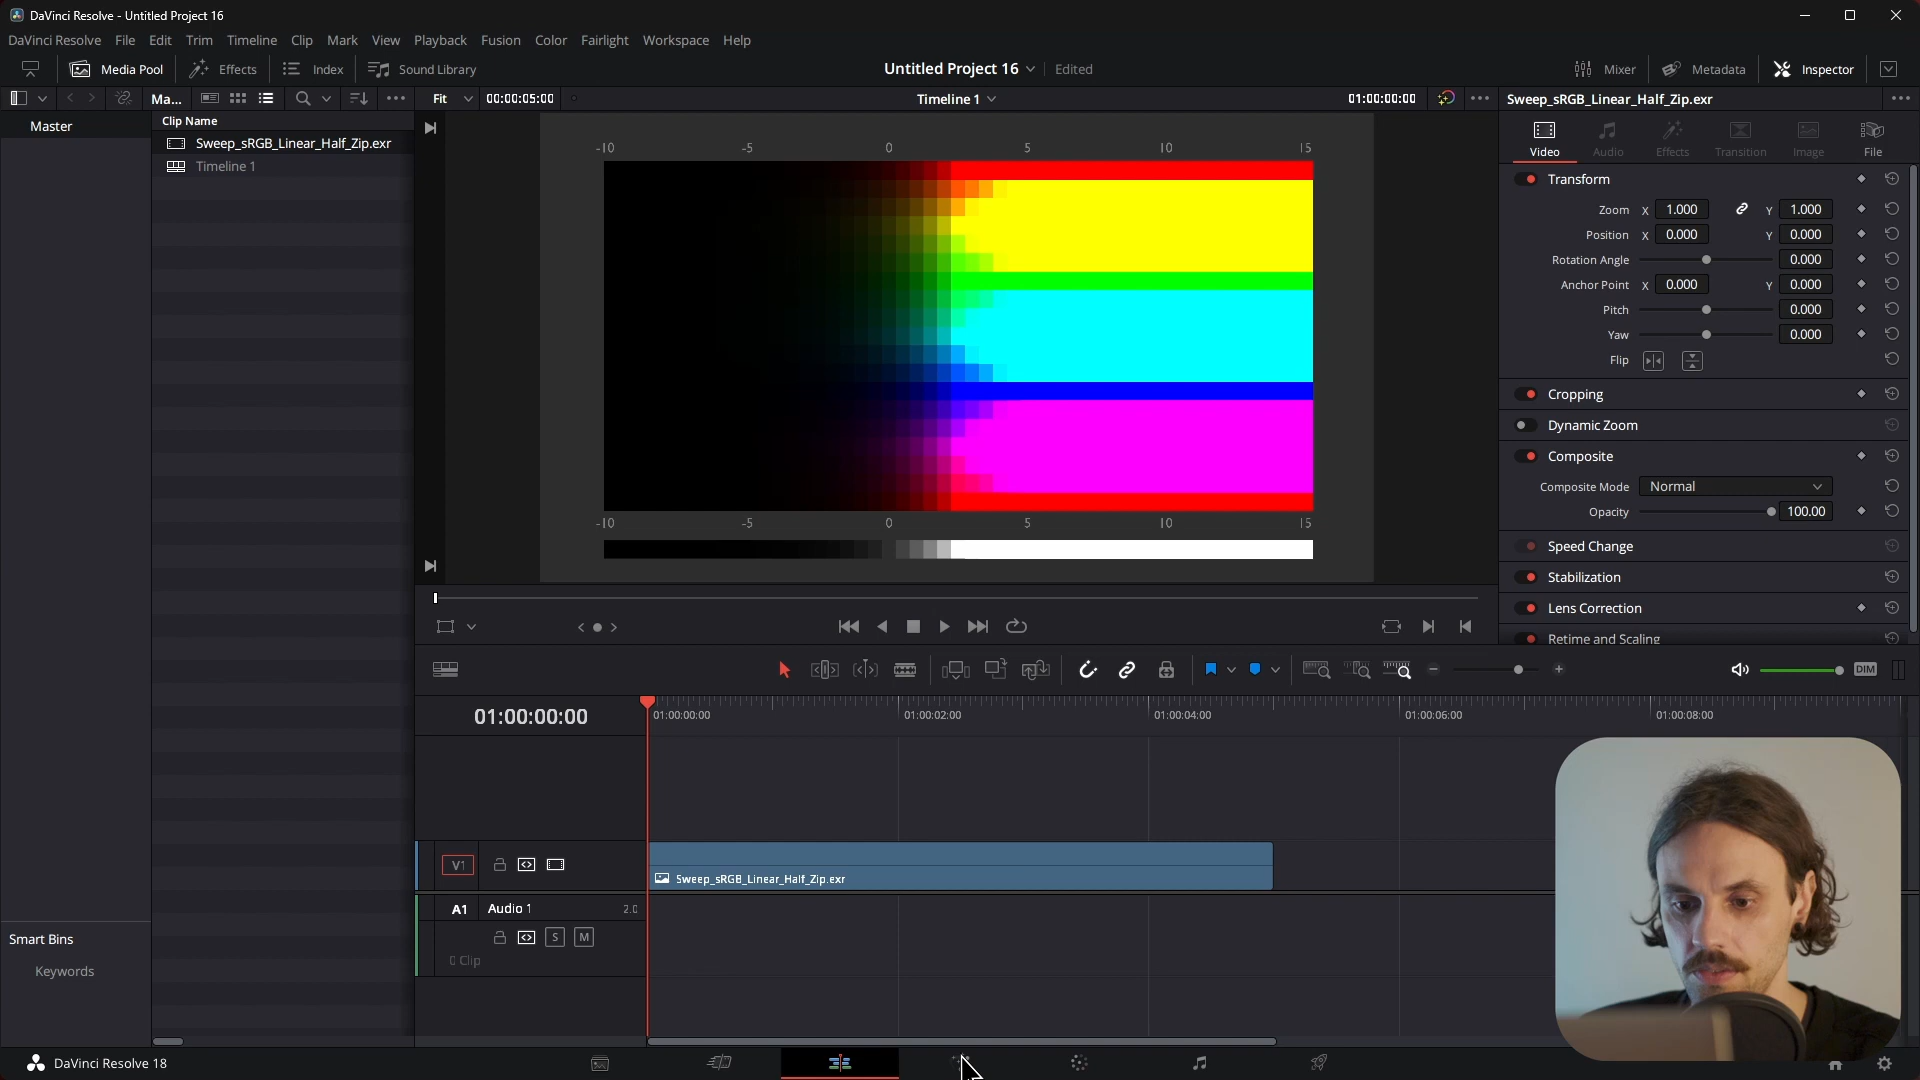 DaVinci Resolve - Untitled Project 16
DaVinci Resolve File Edit Trim Timeline Clip Mark View Playback Fusion Color Fairlight Workspace Help
Media Pool Effects Index Sound Library Untitled Project 16 Edited Mixer Metadata Inspector
Ma... Fit 00:00:05:00 Timeline 1 01:00:00:00 Sweep_sRGB_Linear_Half_Zip.exr
Master
Clip Name
Sweep_sRGB_Linear_Half_Zip.exr
Timeline 1
-10 -5 0 5 10 15
-10 -5 0 5 10 15
Video Audio Effects Transition Image File
Transform
Zoom X 1.000 Y 1.000
Position X 0.000 Y 0.000
Rotation Angle 0.000
Anchor Point X 0.000 Y 0.000
Pitch 0.000
Yaw 0.000
Flip
Cropping
Dynamic Zoom
Composite
Composite Mode Normal
Opacity 100.00
Speed Change
Stabilization
Lens Correction
Retime and Scaling
DIM
01:00:00:00 01:00:00:00 01:00:02:00 01:00:04:00 01:00:06:00 01:00:08:00
V1
Sweep_sRGB_Linear_Half_Zip.exr
A1 Audio 1 2.0
S M
0 Clip
Smart Bins
Keywords
DaVinci Resolve 18